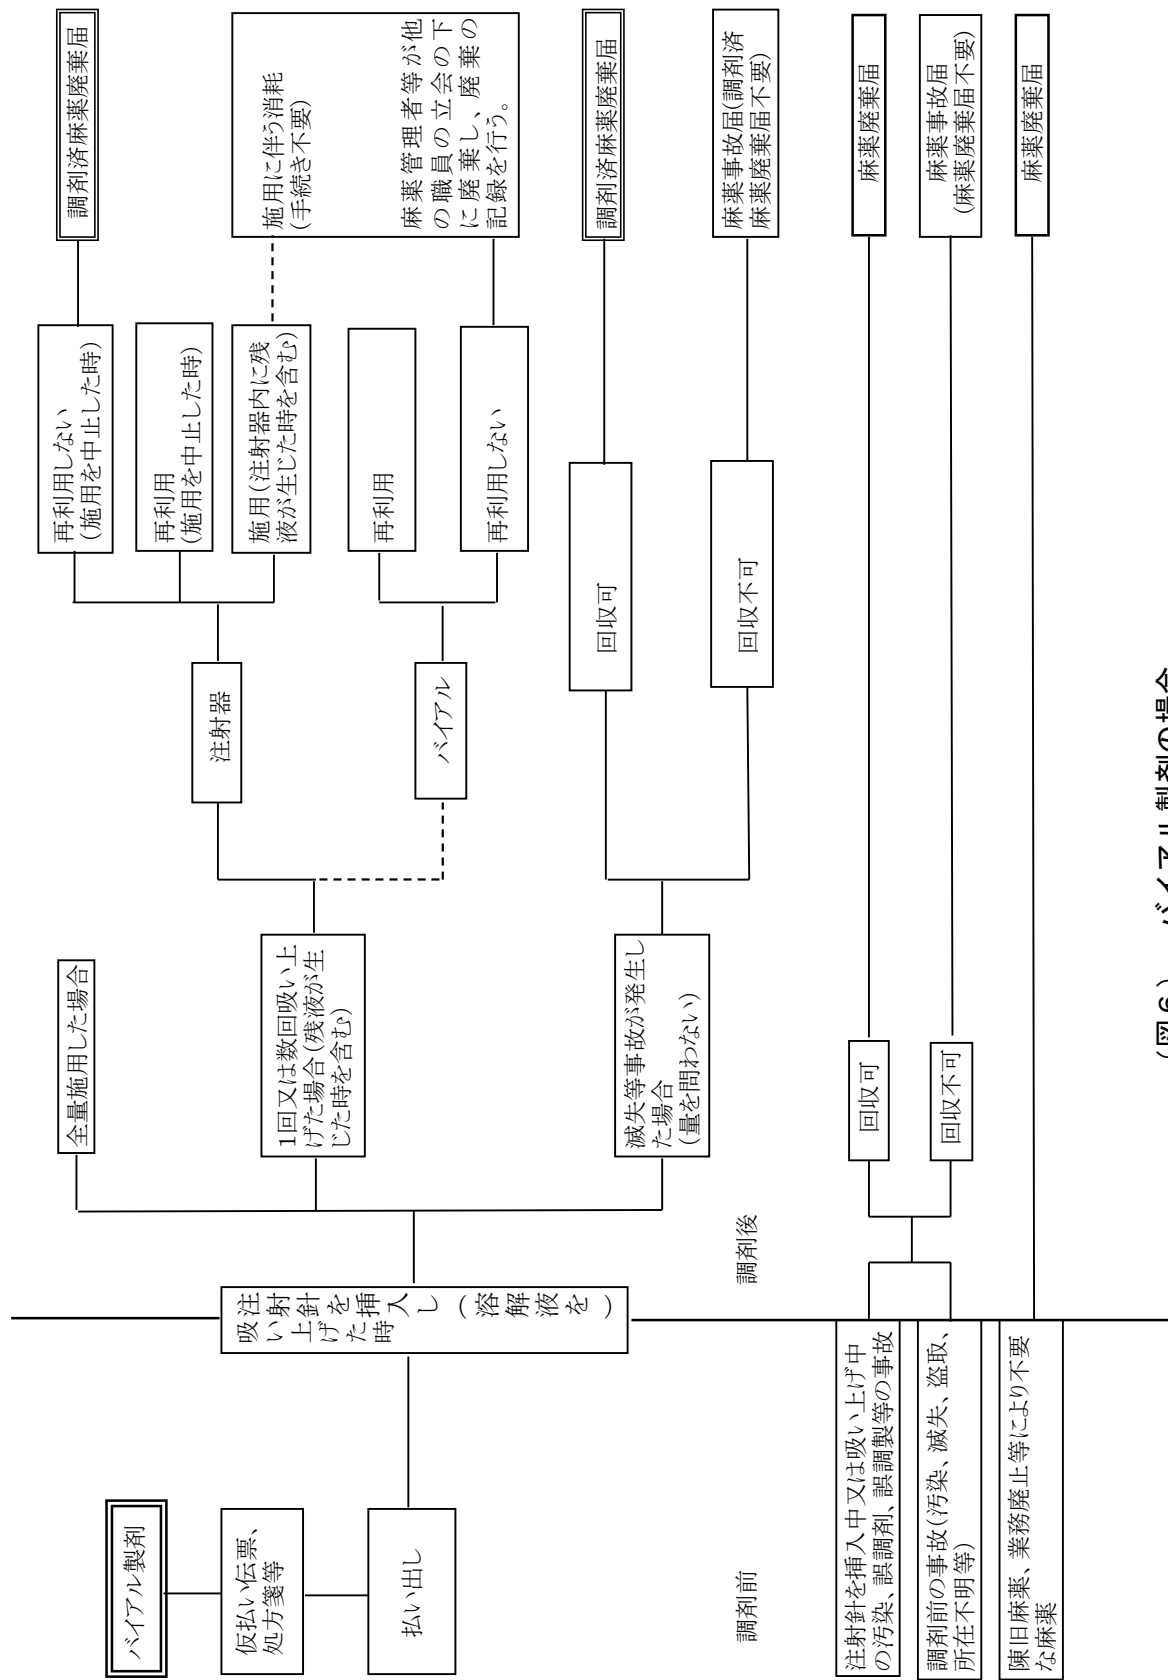 バイアル製剤
仮払い伝票、
処方箋等
払い出し
注射針を挿入し(溶解液を)
吸い上げた時
調剤前
調剤後
全量施用した場合
1回又は数回吸い上
げた場合(残液が生
じた時を含む)
滅失等事故が発生し
た場合
(量を問わない)
注射器
バイアル
再利用しない
(施用を中止した時)
再利用
(施用を中止した時)
施用(注射器内に残
液が生じた時を含む)
再利用
再利用しない
回収可
回収不可
調剤済麻薬廃棄届
施用に伴う消耗
(手続き不要)
麻薬管理者等が他
の職員の立会の下
に廃棄し、廃棄の
記録を行う。
調剤済麻薬廃棄届
麻薬事故届(調剤済
麻薬廃棄届不要)
注射針を挿入中又は吸い上げ中
の汚染、誤調剤、誤調製等の事故
調剤前の事故(汚染、滅失、盗取、
所在不明等)
陳旧麻薬、業務廃止等により不要
な麻薬
回収可
回収不可
麻薬廃棄届
麻薬事故届
(麻薬廃棄届不要)
麻薬廃棄届
(図6) バイアル製剤の場合